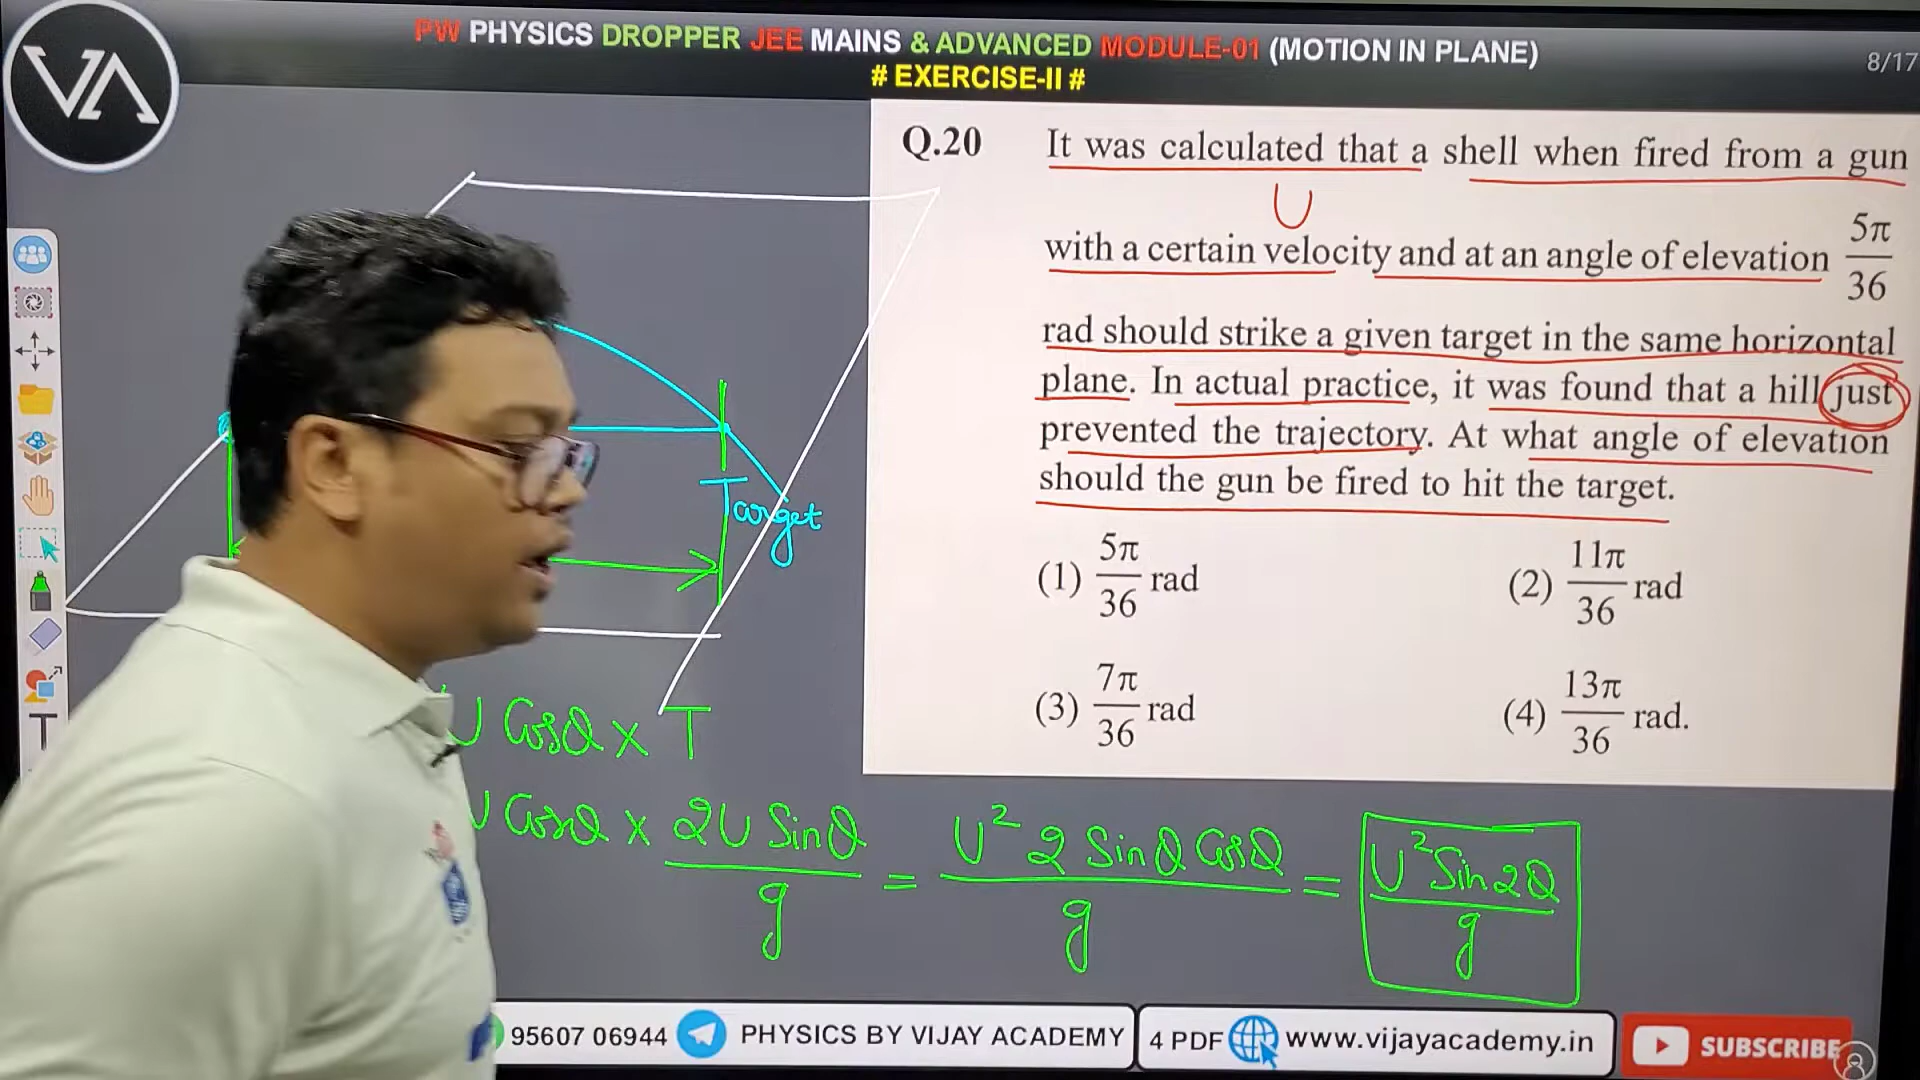 VA
PW PHYSICS DROPPER JEE MAINS & ADVANCED MODULE-01 (MOTION IN PLANE)
# EXERCISE-II #
8/17
Q.20 It was calculated that a shell when fired from a gun
U
with a certain velocity and at an angle of elevation 5π/36
rad should strike a given target in the same horizontal
plane. In actual practice, it was found that a hill just
prevented the trajectory. At what angle of elevation
should the gun be fired to hit the target.
(1) 5π/36 rad (2) 11π/36 rad
(3) 7π/36 rad (4) 13π/36 rad.
Target
T
U Cosθ × T
U Cosθ × 2U Sinθ/g = U² 2 Sinθ Cosθ/g = U² Sin2θ/g
95607 06944 PHYSICS BY VIJAY ACADEMY 4 PDF www.vijayacademy.in SUBSCRIBE